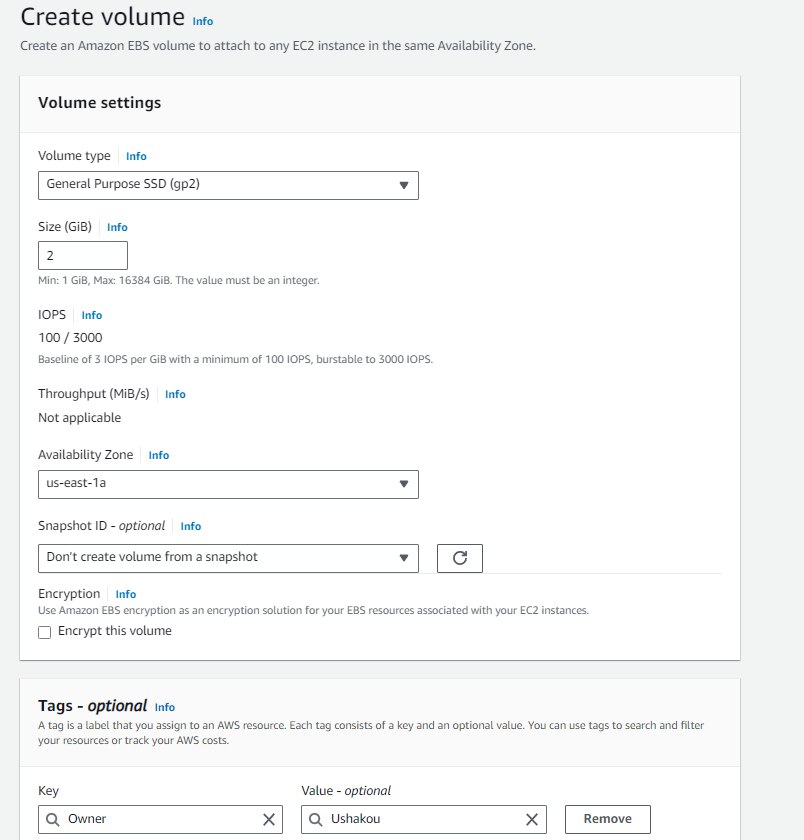 Create volume Info
Create an Amazon EBS volume to attach to any EC2 instance in the same Availability Zone.
Volume settings
Volume type Info
General Purpose SSD (gp2)
Size (GiB) Info
2
Min: 1 GiB, Max: 16384 GiB. The value must be an integer.
IOPS Info
100 / 3000
Baseline of 3 IOPS per GiB with a minimum of 100 IOPS, burstable to 3000 IOPS.
Throughput (MiB/s) Info
Not applicable
Availability Zone Info
us-east-1a
Snapshot ID - optional Info
Don't create volume from a snapshot
Encryption Info
Use Amazon EBS encryption as an encryption solution for your EBS resources associated with your EC2 instances.
Encrypt this volume
Tags - optional Info
A tag is a label that you assign to an AWS resource. Each tag consists of a key and an optional value. You can use tags to search and filter
your resources or track your AWS costs.
Key Value - optional
Owner Ushakou Remove